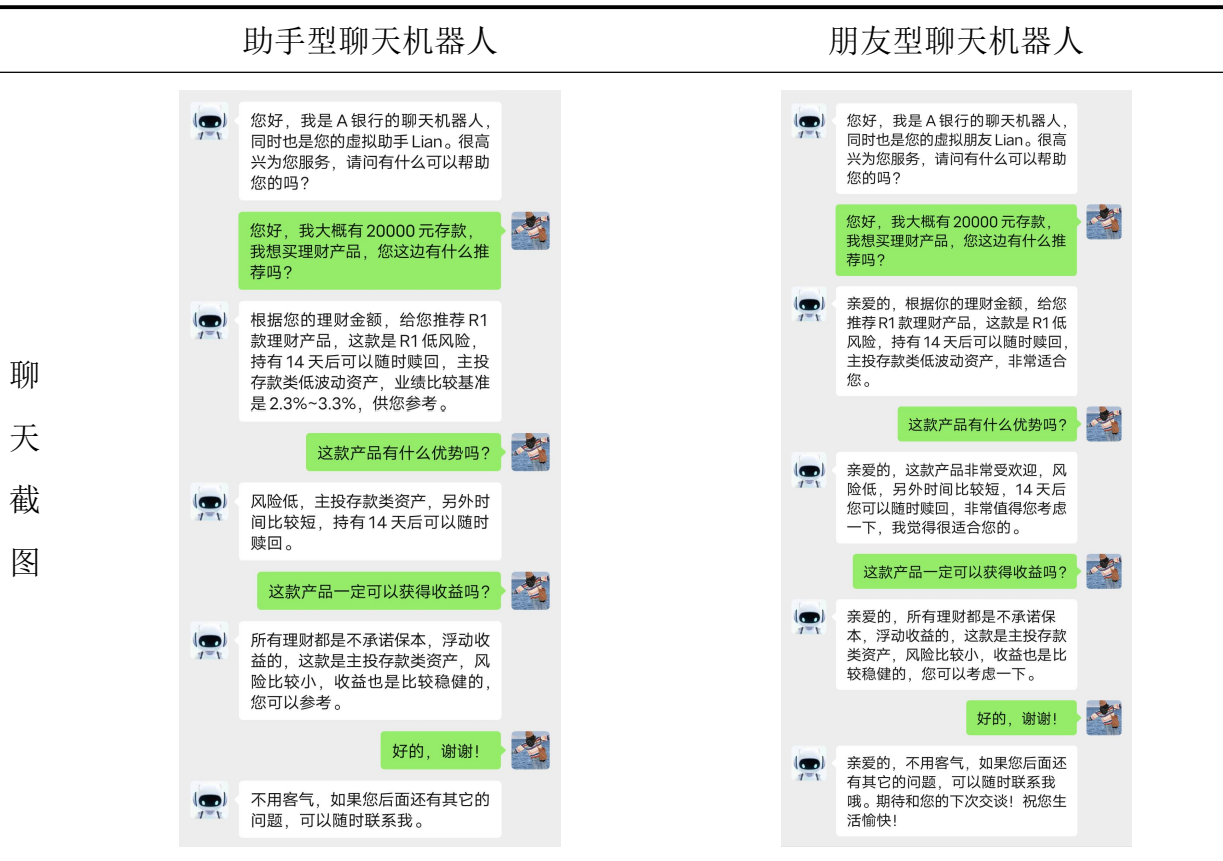 助手型聊天机器人
朋友型聊天机器人
聊
天
截
图
您好，我是A银行的聊天机器人，
同时也是您的虚拟助手Lian。很高
兴为您服务，请问有什么可以帮助
您的吗？
您好，我大概有20000元存款，
我想买理财产品，您这边有什么推
荐吗？
根据您的理财金额，给您推荐R1
款理财产品，这款是R1低风险，
持有14天后可以随时赎回，主投
存款类低波动资产，业绩比较基准
是2.3%~3.3%，供您参考。
这款产品有什么优势吗？
风险低，主投存款类资产，另外时
间比较短，持有14天后可以随时
赎回。
这款产品一定可以获得收益吗？
所有理财都是不承诺保本，浮动收
益的，这款是主投存款类资产，风
险比较小，收益也是比较稳健的，
您可以参考。
好的，谢谢！
不用客气，如果您后面还有其它的
问题，可以随时联系我。
您好，我是A银行的聊天机器人，
同时也是您的虚拟朋友Lian。很高
兴为您服务，请问有什么可以帮助
您的吗？
您好，我大概有20000元存款，
我想买理财产品，您这边有什么推
荐吗？
亲爱的，根据你的理财金额，给您
推荐R1款理财产品，这款是R1低
风险，持有14天后可以随时赎回，
主投存款类低波动资产，非常适合
您。
这款产品有什么优势吗？
亲爱的，这款产品非常受欢迎，风
险低，另外时间比较短，14天后
您可以随时赎回，非常值得您考虑
一下，我觉得很适合您的。
这款产品一定可以获得收益吗？
亲爱的，所有理财都是不承诺保
本，浮动收益的，这款是主投存款
类资产，风险比较小，收益也是比
较稳健的，您可以考虑一下。
好的，谢谢！
亲爱的，不用客气，如果您后面还
有其它的问题，可以随时联系我
哦。期待和您的下次交谈！祝您生
活愉快！